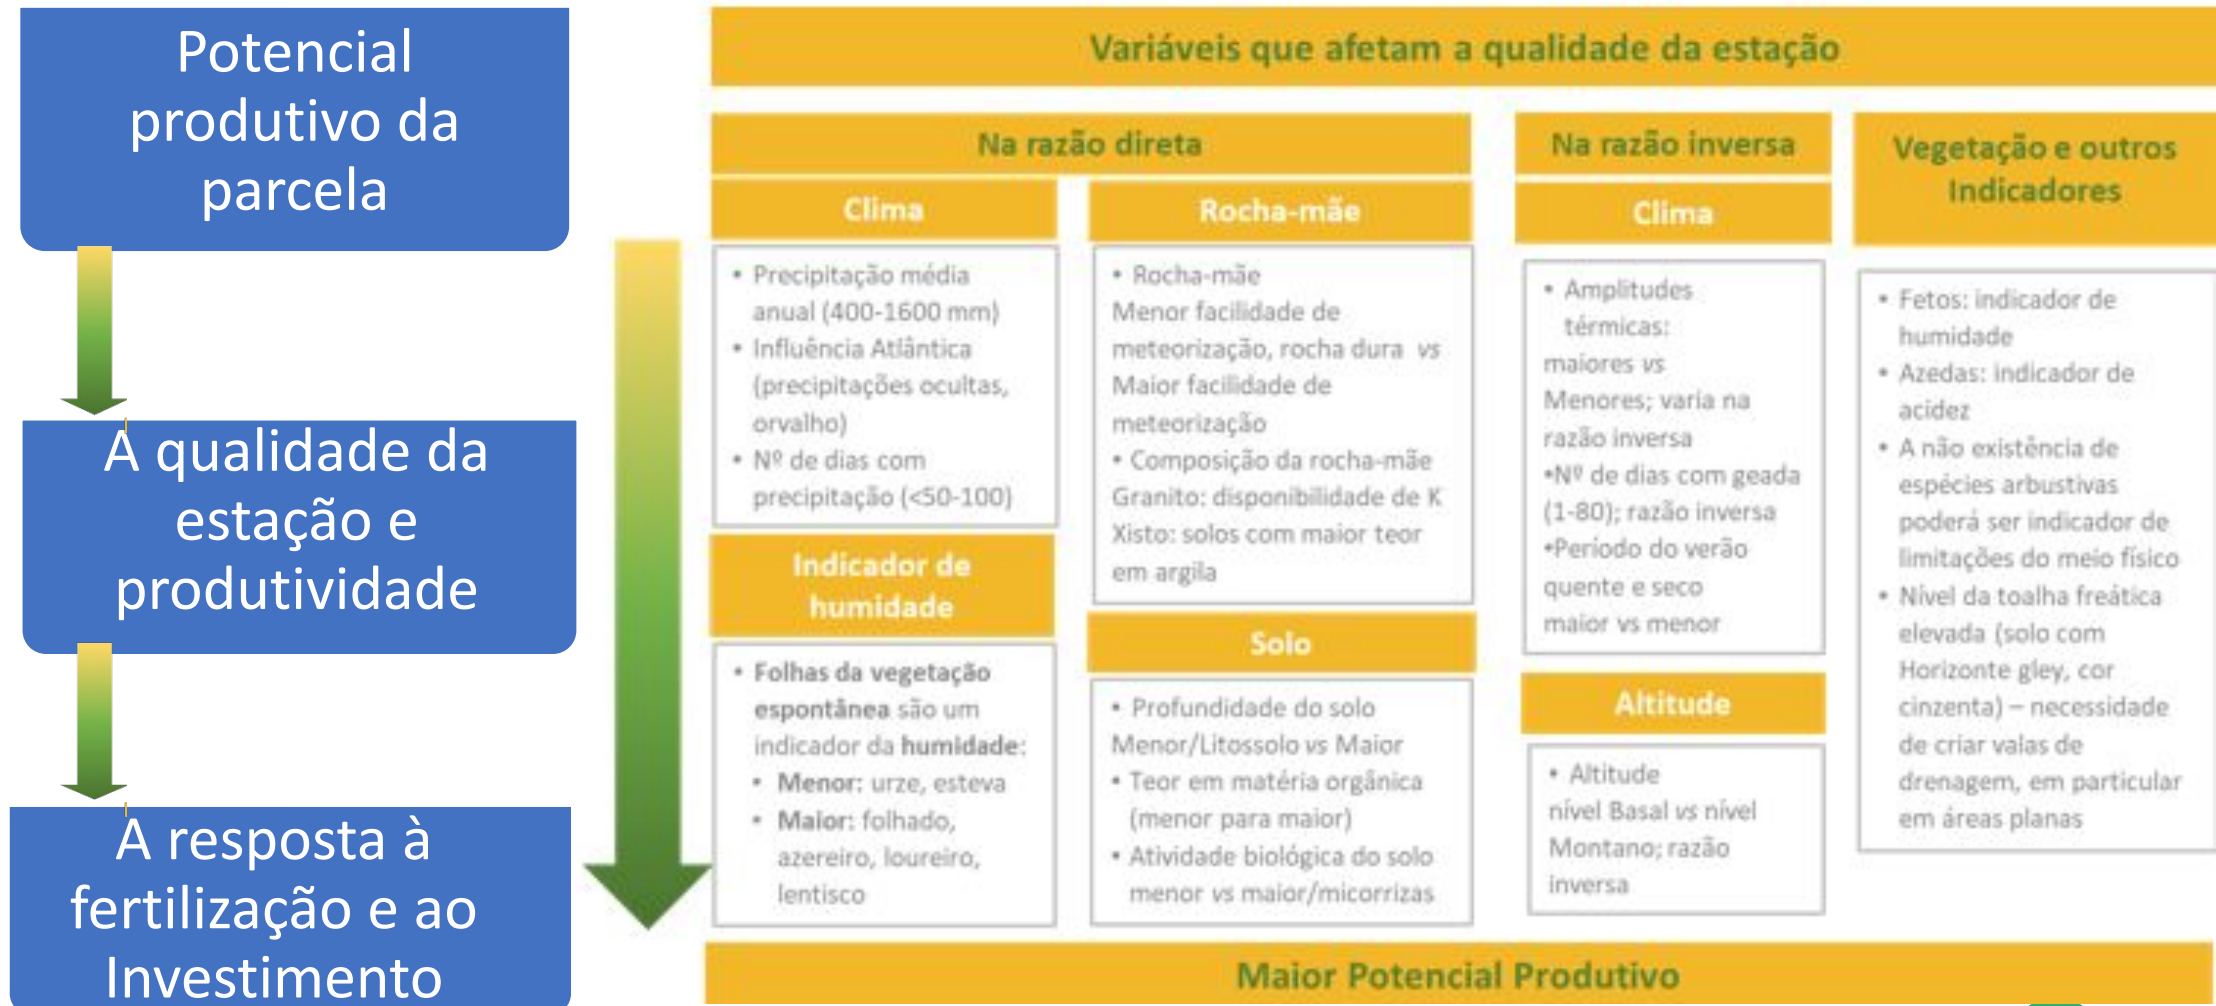 Potencial
produtivo da
parcela
A qualidade da
estação e
produtividade
A resposta à
fertilização e ao
Investimento
Variáveis que afetam a qualidade da estação
Na razão direta
Clima
• Precipitação média
anual (400-1600 mm)
• Influência Atlântica
(precipitações ocultas,
orvalho)
• Nº de dias com
precipitação (<50-100)
Indicador de
humidade
• Folhas da vegetação
espontânea são um
indicador da humidade:
• Menor: urze, esteva
• Maior: folhado,
azereiro, loureiro,
lentisco
Rocha-mãe
• Rocha-mãe
Menor facilidade de
meteorização, rocha dura vs
Maior facilidade de
meteorização
• Composição da rocha-mãe
Granito: disponibilidade de K
Xisto: solos com maior teor
em argila
Solo
• Profundidade do solo
Menor/Litossolo vs Maior
• Teor em matéria orgânica
(menor para maior)
• Atividade biológica do solo
menor vs maior/micorrizas
Na razão inversa
Clima
• Amplitudes
térmicas:
maiores vs
Menores; varia na
razão inversa
•Nº de dias com geada
(1-80); razão inversa
•Período do verão
quente e seco
maior vs menor
Altitude
• Altitude
nível Basal vs nível
Montano; razão
inversa
Vegetação e outros
Indicadores
• Fetos: indicador de
humidade
• Azedas: indicador de
acidez
• A não existência de
espécies arbustivas
poderá ser indicador de
limitações do meio físico
• Nível da toalha freática
elevada (solo com
Horizonte gley, cor
cinzenta) – necessidade
de criar valas de
drenagem, em particular
em áreas planas
Maior Potencial Produtivo